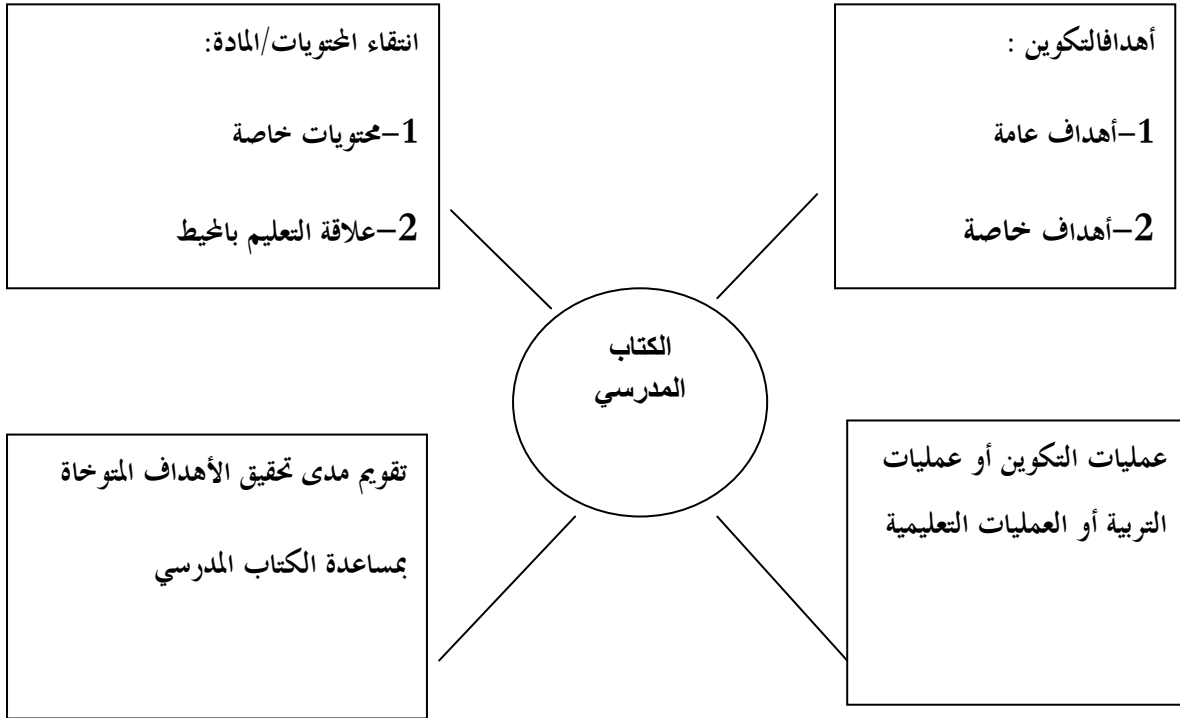 أهدافالتكوين :
1–أهداف عامة
2–أهداف خاصة
انتقاء المحتويات/المادة:
1–محتويات خاصة
2–علاقة التعليم بالمحيط
الكتاب
المدرسي
عمليات التكوين أو عمليات
التربية أو العمليات التعليمية
تقويم مدى تحقيق الأهداف المتوخاة
بمساعدة الكتاب المدرسي